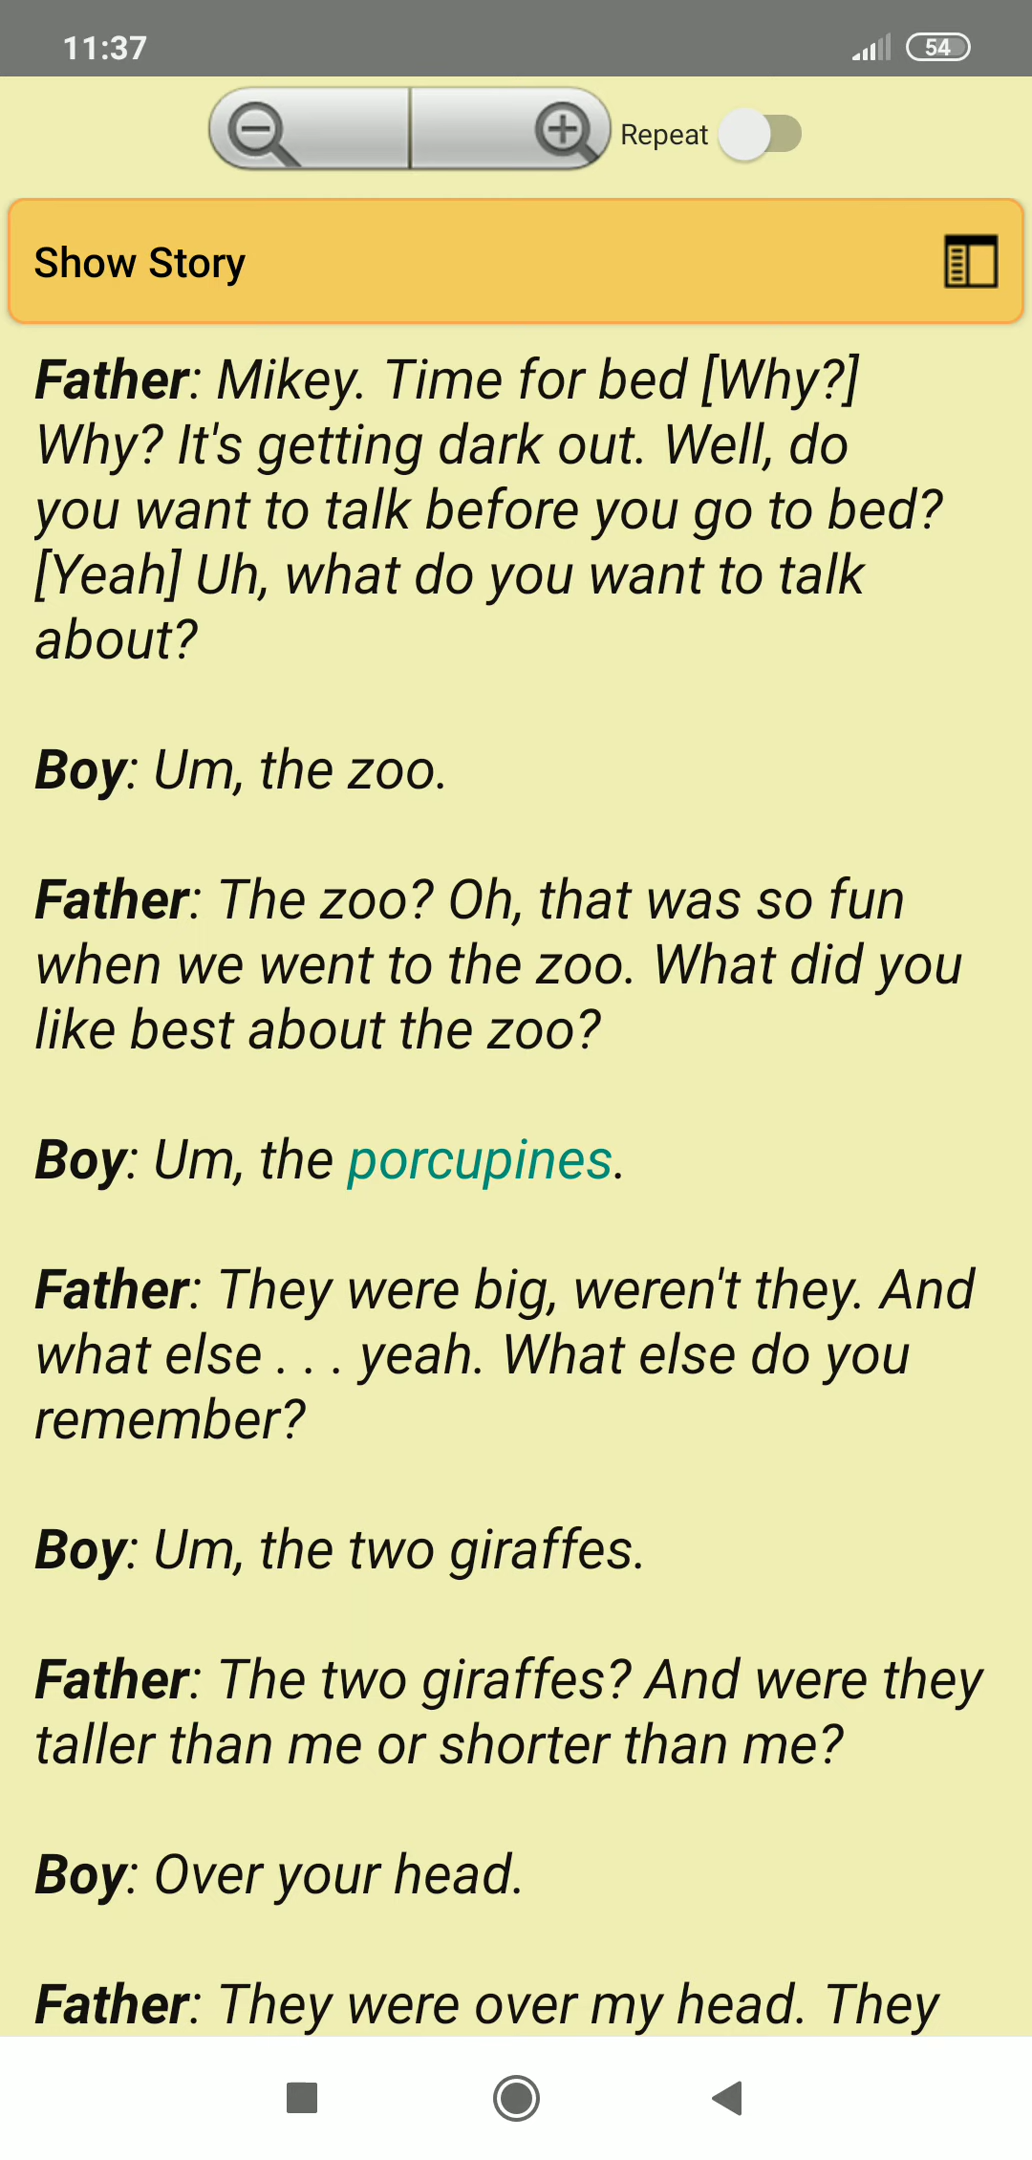 11:37
54
Repeat
Show Story
Father: Mikey. Time for bed [Why?]
Why? It's getting dark out. Well, do
you want to talk before you go to bed?
[Yeah] Uh, what do you want to talk
about?
Boy: Um, the zoo.
Father: The zoo? Oh, that was so fun
when we went to the zoo. What did you
like best about the zoo?
Boy: Um, the porcupines.
Father: They were big, weren't they. And
what else . . . yeah. What else do you
remember?
Boy: Um, the two giraffes.
Father: The two giraffes? And were they
taller than me or shorter than me?
Boy: Over your head.
Father: They were over my head. They